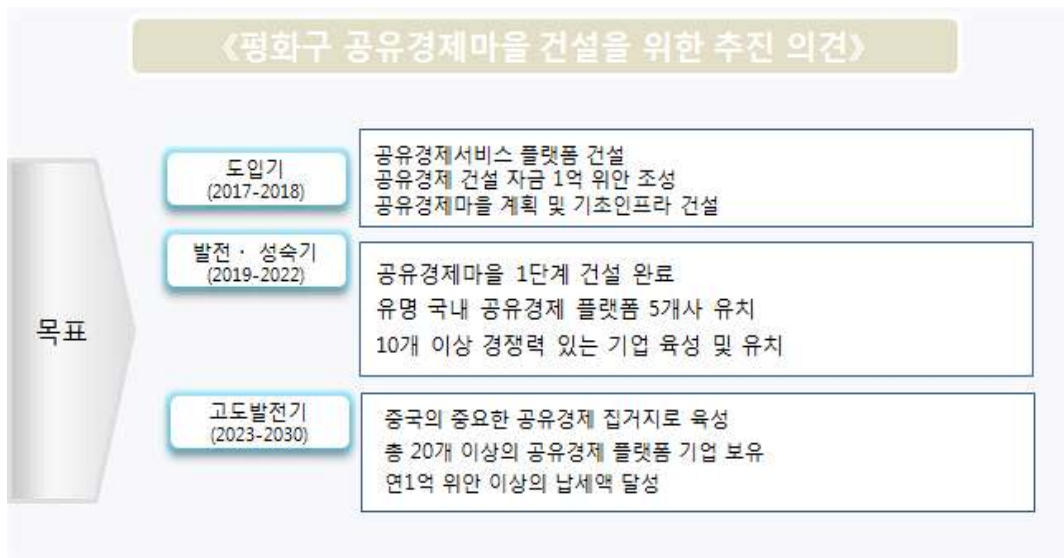 《평화구 공유경제마을 건설을 위한 추진 의견》
목표
도입기
(2017-2018)
공유경제서비스 플랫폼 건설
공유경제 건설 자금 1억 위안 조성
공유경제마을 계획 및 기초인프라 건설
발전· 성숙기
(2019-2022)
공유경제마을 1단계 건설 완료
유명 국내 공유경제 플랫폼 5개사 유치
10개 이상 경쟁력 있는 기업 육성 및 유치
고도발전기
(2023-2030)
중국의 중요한 공유경제 집거지로 육성
총 20개 이상의 공유경제 플랫폼 기업 보유
연1억 위안 이상의 납세액 달성